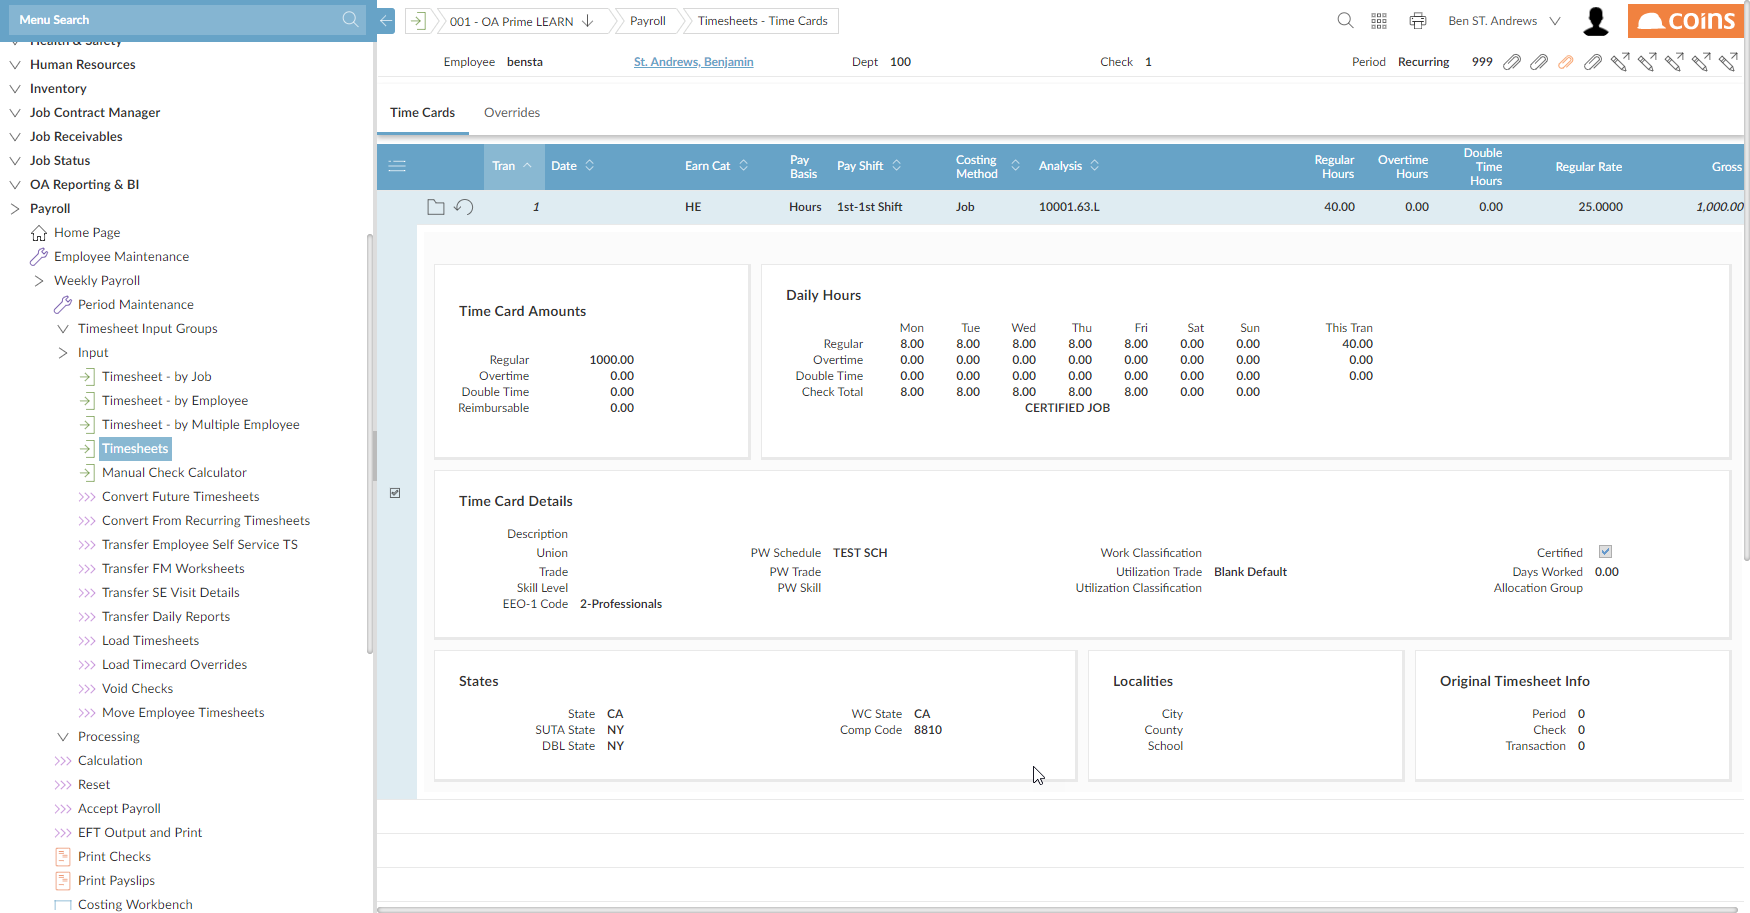 Menu Search
001 - OA Prime LEARN
Payroll
Timesheets - Time Cards
Ben ST. Andrews
coins
Employee bensta
St. Andrews, Benjamin
Dept 100
Check 1
Period Recurring 999
Health & Safety
Human Resources
Inventory
Job Contract Manager
Job Receivables
Job Status
OA Reporting & BI
Payroll
Home Page
Employee Maintenance
Weekly Payroll
Period Maintenance
Timesheet Input Groups
Input
Timesheet - by Job
Timesheet - by Employee
Timesheet - by Multiple Employee
Timesheets
Manual Check Calculator
Convert Future Timesheets
Convert From Recurring Timesheets
Transfer Employee Self Service TS
Transfer FM Worksheets
Transfer SE Visit Details
Transfer Daily Reports
Load Timesheets
Load Timecard Overrides
Void Checks
Move Employee Timesheets
Processing
Calculation
Reset
Accept Payroll
EFT Output and Print
Print Checks
Print Payslips
Costing Workbench
Time Cards Overrides
Tran Date Earn Cat Pay Basis Pay Shift Costing Method Analysis Regular Hours Overtime Hours Double Time Hours Regular Rate Gross
1 HE Hours 1st-1st Shift Job 10001.63.L 40.00 0.00 0.00 25.0000 1,000.00
Time Card Amounts
Regular 1000.00
Overtime 0.00
Double Time 0.00
Reimbursable 0.00
Daily Hours
Mon Tue Wed Thu Fri Sat Sun This Tran
Regular 8.00 8.00 8.00 8.00 8.00 0.00 0.00 40.00
Overtime 0.00 0.00 0.00 0.00 0.00 0.00 0.00 0.00
Double Time 0.00 0.00 0.00 0.00 0.00 0.00 0.00 0.00
Check Total 8.00 8.00 8.00 8.00 8.00 0.00 0.00
CERTIFIED JOB
Time Card Details
Description
Union PW Schedule TEST SCH Work Classification Certified
Trade PW Trade Utilization Trade Blank Default Days Worked 0.00
Skill Level PW Skill Utilization Classification Allocation Group
EEO-1 Code 2-Professionals
States
State CA WC State CA
SUTA State NY Comp Code 8810
DBL State NY
Localities
City
County
School
Original Timesheet Info
Period 0
Check 0
Transaction 0